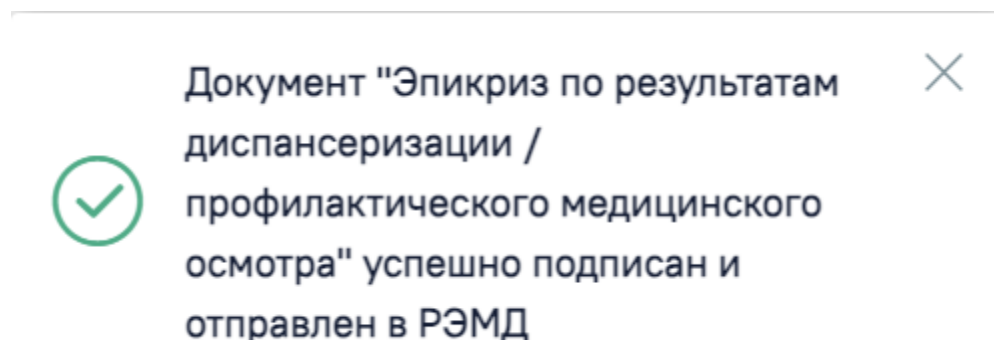 Документ "Эпикриз по результатам
диспансеризации /
профилактического медицинского
осмотра" успешно подписан и
отправлен в РЭМД